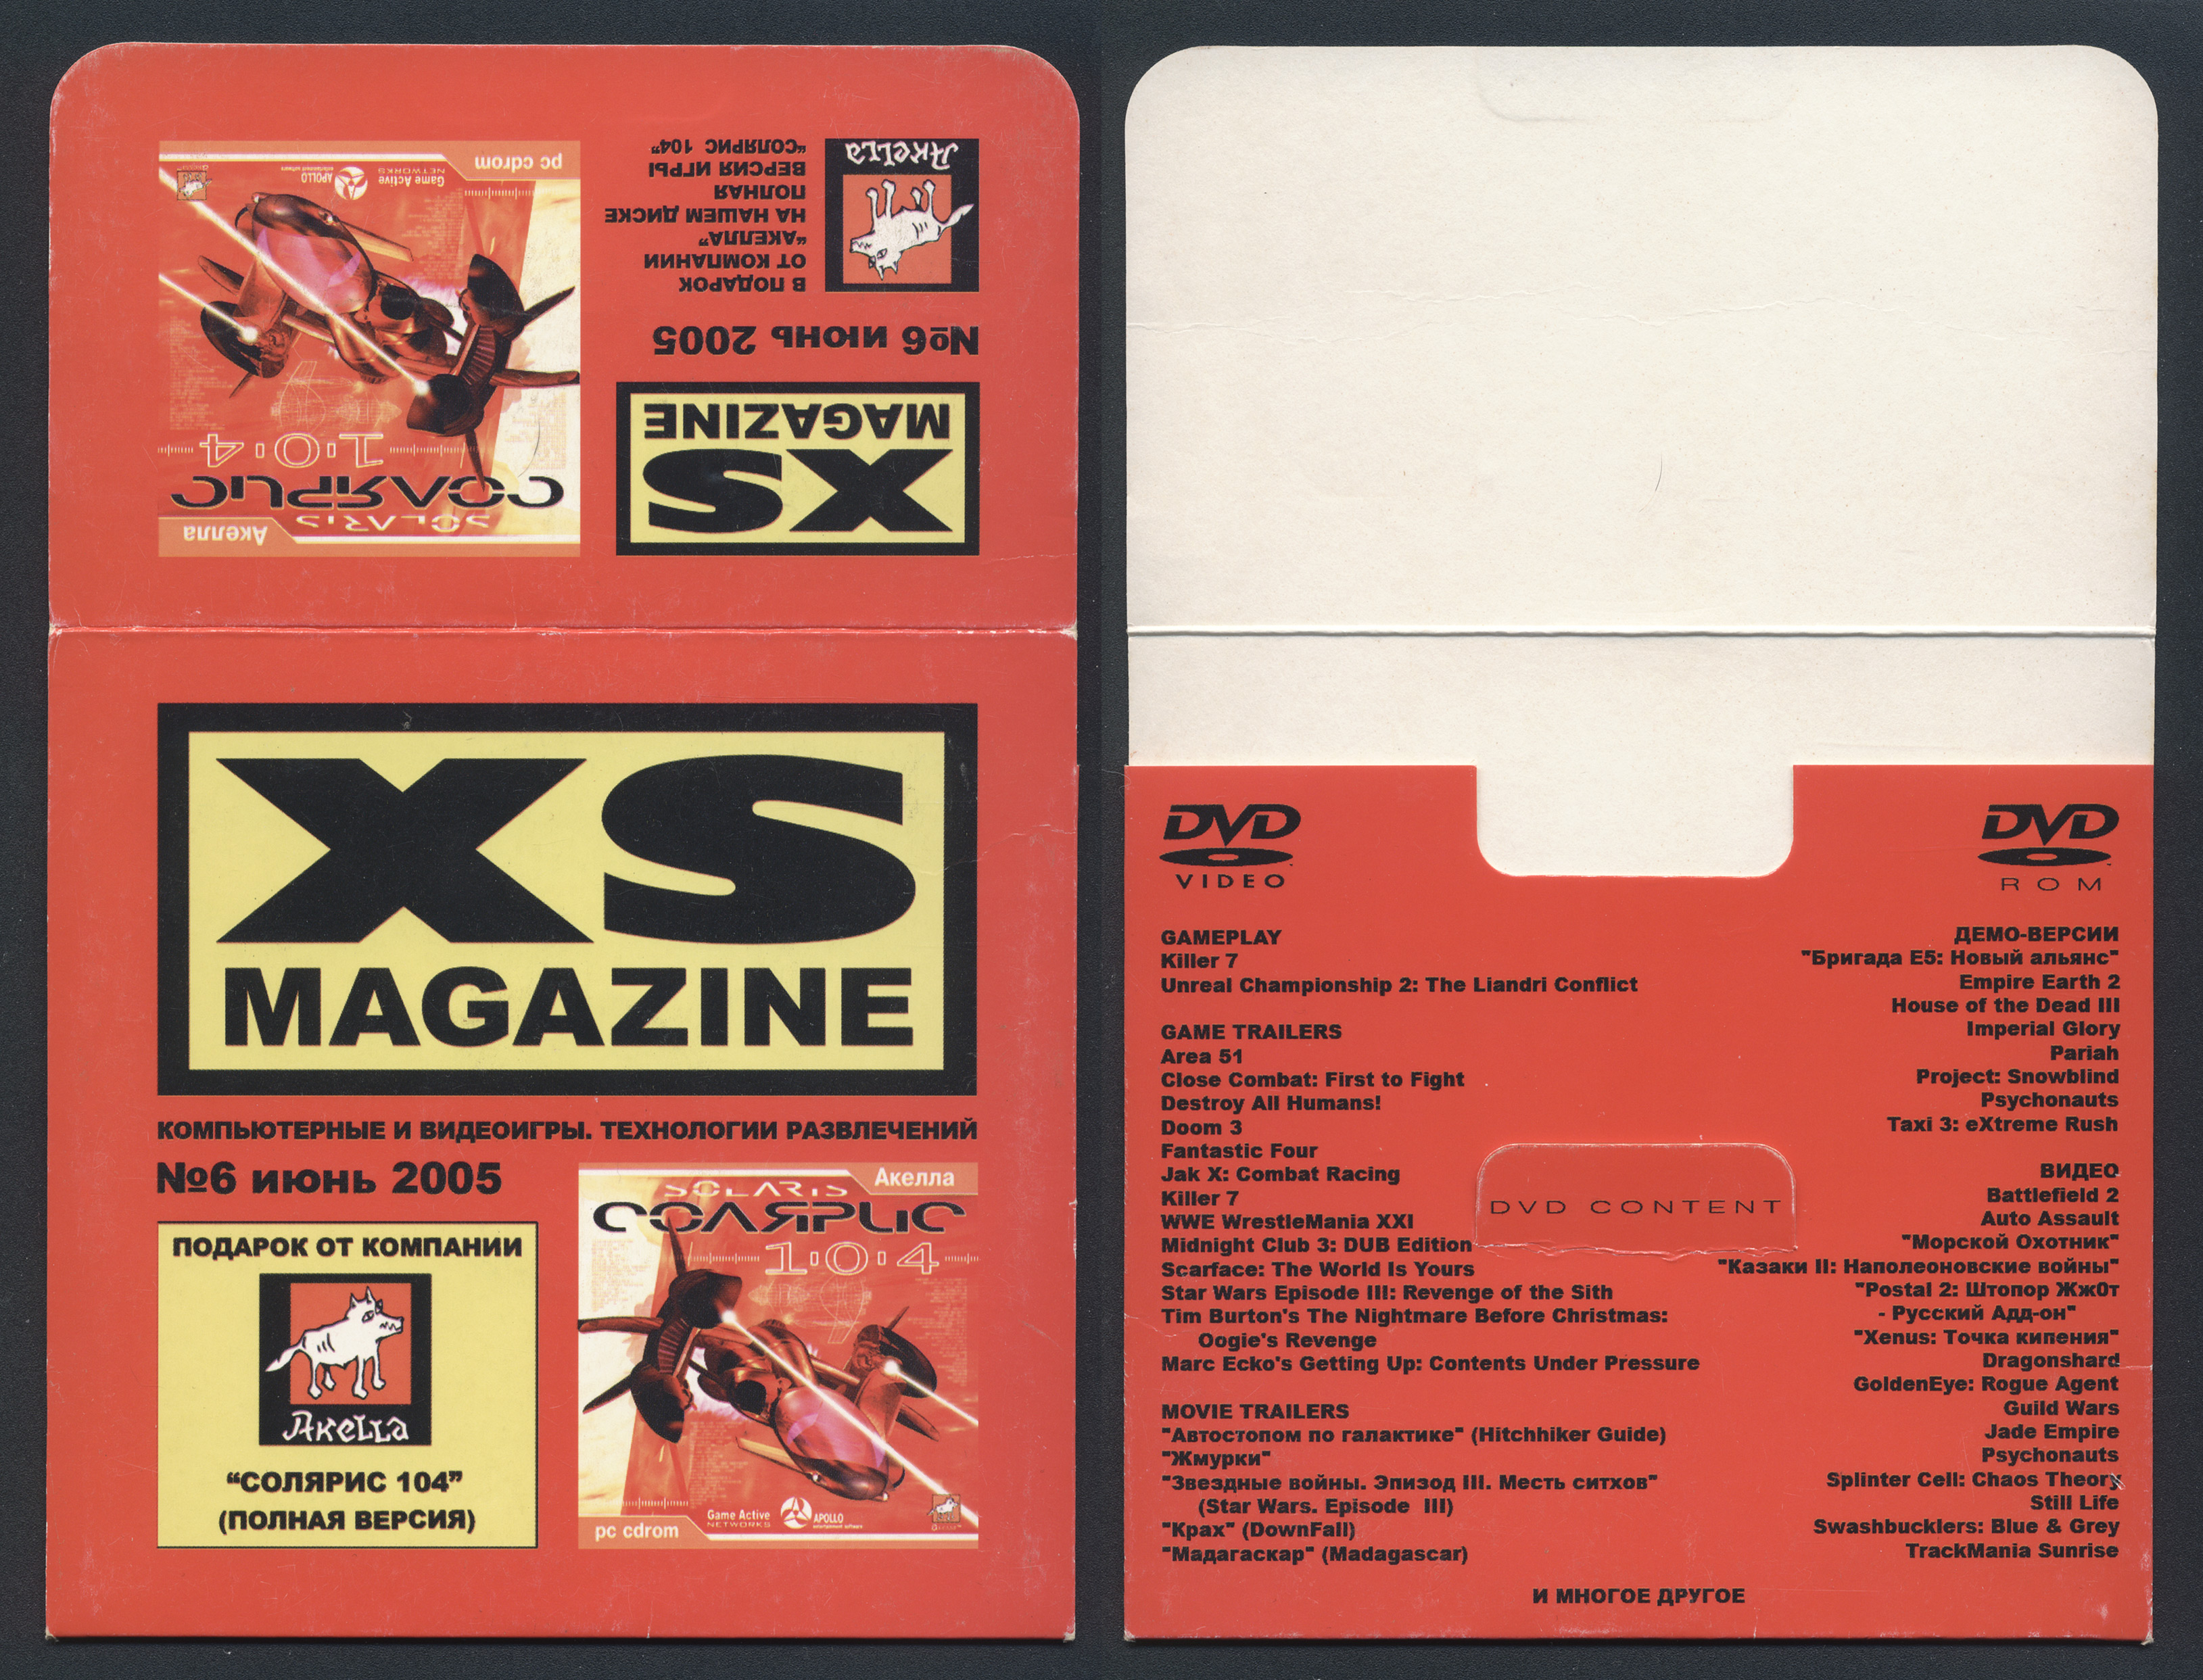 XS
MAGAZINE
№6 июнь 2005
В ПОДАРОК
ОТ КОМПАНИИ
"АКЕЛЛА"
НА НАШЕМ ДИСКЕ
ПОЛНАЯ
ВЕРСИЯ ИГРЫ
"СОЛЯРИС 104"
Akella
Акелла
SOLARIS
СОЛЯРИС
1·0·4
Game Active
NETWORKS
APOLLO
entertainment software
pc cdrom
XS
MAGAZINE
КОМПЬЮТЕРНЫЕ И ВИДЕОИГРЫ. ТЕХНОЛОГИИ РАЗВЛЕЧЕНИЙ
№6 июнь 2005
ПОДАРОК ОТ КОМПАНИИ
Akella
“СОЛЯРИС 104”
(ПОЛНАЯ ВЕРСИЯ)
Акелла
SOLARIS
СОЛЯРИС
1·0·4
Game Active
NETWORKS
APOLLO
entertainment software
pc cdrom
DVD
VIDEO
GAMEPLAY
Killer 7
Unreal Championship 2: The Liandri Conflict
GAME TRAILERS
Area 51
Close Combat: First to Fight
Destroy All Humans!
Doom 3
Fantastic Four
Jak X: Combat Racing
Killer 7
WWE WrestleMania XXI
Midnight Club 3: DUB Edition
Scarface: The World Is Yours
Star Wars Episode III: Revenge of the Sith
Tim Burton's The Nightmare Before Christmas:
Oogie's Revenge
Marc Ecko's Getting Up: Contents Under Pressure
MOVIE TRAILERS
"Автостопом по галактике" (Hitchhiker Guide)
"Жмурки"
"Звездные войны. Эпизод III. Месть ситхов"
(Star Wars. Episode III)
"Крах" (DownFall)
"Мадагаскар" (Madagascar)
DVD CONTENT
DVD
ROM
ДЕМО-ВЕРСИИ
"Бригада Е5: Новый альянс"
Empire Earth 2
House of the Dead III
Imperial Glory
Pariah
Project: Snowblind
Psychonauts
Taxi 3: eXtreme Rush
ВИДЕО
Battlefield 2
Auto Assault
"Морской Охотник"
"Казаки II: Наполеоновские войны"
"Postal 2: Штопор Жж0т
- Русский Адд-он"
"Xenus: Точка кипения"
Dragonshard
GoldenEye: Rogue Agent
Guild Wars
Jade Empire
Psychonauts
Splinter Cell: Chaos Theory
Still Life
Swashbucklers: Blue & Grey
TrackMania Sunrise
И МНОГОЕ ДРУГОЕ